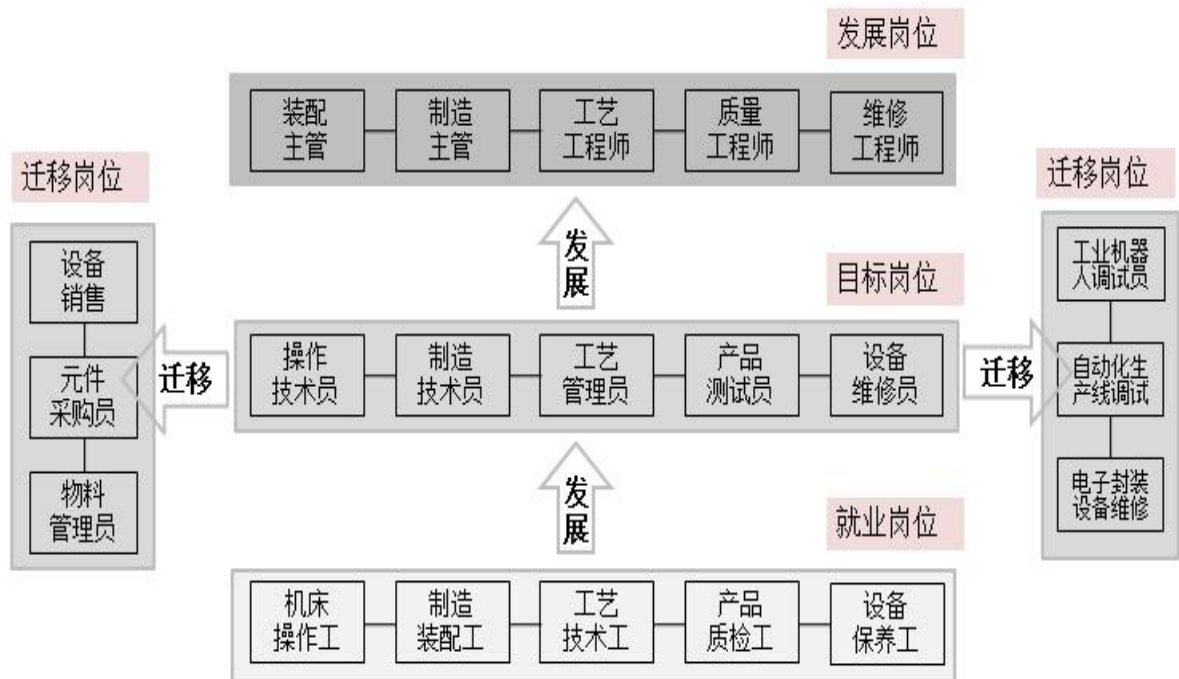 发展岗位
装配
主管
制造
主管
工艺
工程师
质量
工程师
维修
工程师
迁移岗位
设备
销售
元件
采购员
物料
管理员
迁移
发
展
目标岗位
操作
技术员
制造
技术员
工艺
管理员
产品
测试员
设备
维修员
迁移
迁移岗位
工业机器
人调试员
自动化生
产线调试
电子封装
设备维修
发
展
就业岗位
机床
操作工
制造
装配工
工艺
技术工
产品
质检工
设备
保养工